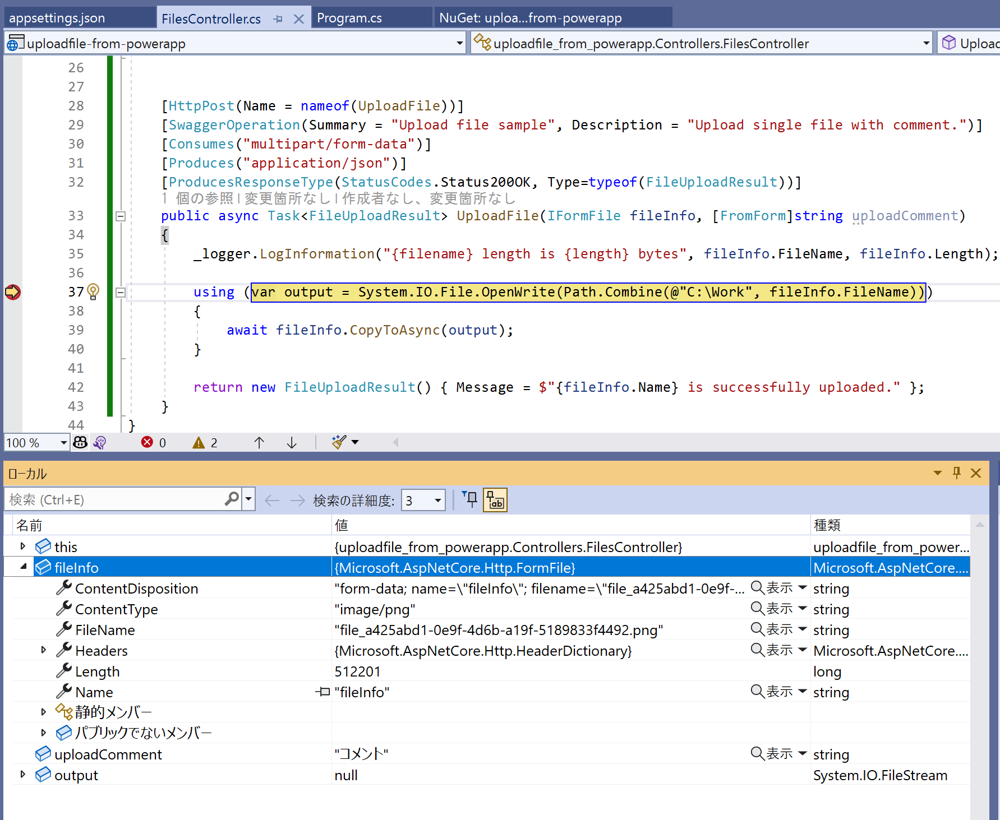 appsettings.json FilesController.cs Program.cs NuGet: uploa...from-powerapp
uploadfile-from-powerapp uploadfile_from_powerapp.Controllers.FilesController
26
27
28 [HttpPost(Name = nameof(UploadFile))]
29 [SwaggerOperation(Summary = "Upload file sample", Description = "Upload single file with comment.")]
30 [Consumes("multipart/form-data")]
31 [Produces("application/json")]
32 [ProducesResponseType(StatusCodes.Status200OK, Type=typeof(FileUploadResult))]
1 個の参照 | 変更箇所なし | 作成者なし、変更箇所なし
33 public async Task<FileUploadResult> UploadFile(IFormFile fileInfo, [FromForm]string uploadComment)
34 {
35 _logger.LogInformation("{filename} length is {length} bytes", fileInfo.FileName, fileInfo.Length);
36
37 using (var output = System.IO.File.OpenWrite(Path.Combine(@"C:\Work", fileInfo.FileName)))
38 {
39 await fileInfo.CopyToAsync(output);
40 }
41
42 return new FileUploadResult() { Message = $"{fileInfo.Name} is successfully uploaded." };
43 }
44 }
100 % 0 2
ローカル
検索 (Ctrl+E) 検索の詳細度: 3
名前 値 種類
this {uploadfile_from_powerapp.Controllers.FilesController} uploadfile_from_power...
fileInfo {Microsoft.AspNetCore.Http.FormFile} Microsoft.AspNetCore....
ContentDisposition "form-data; name=\"fileInfo\"; filename=\"file_a425abd1-0e9f-... 表示 string
ContentType "image/png" 表示 string
FileName "file_a425abd1-0e9f-4d6b-a19f-5189833f4492.png" 表示 string
Headers {Microsoft.AspNetCore.Http.HeaderDictionary} 表示 Microsoft.AspNetCore....
Length 512201 long
Name "fileInfo" 表示 string
静的メンバー
パブリックでないメンバー
uploadComment "コメント" 表示 string
output null System.IO.FileStream